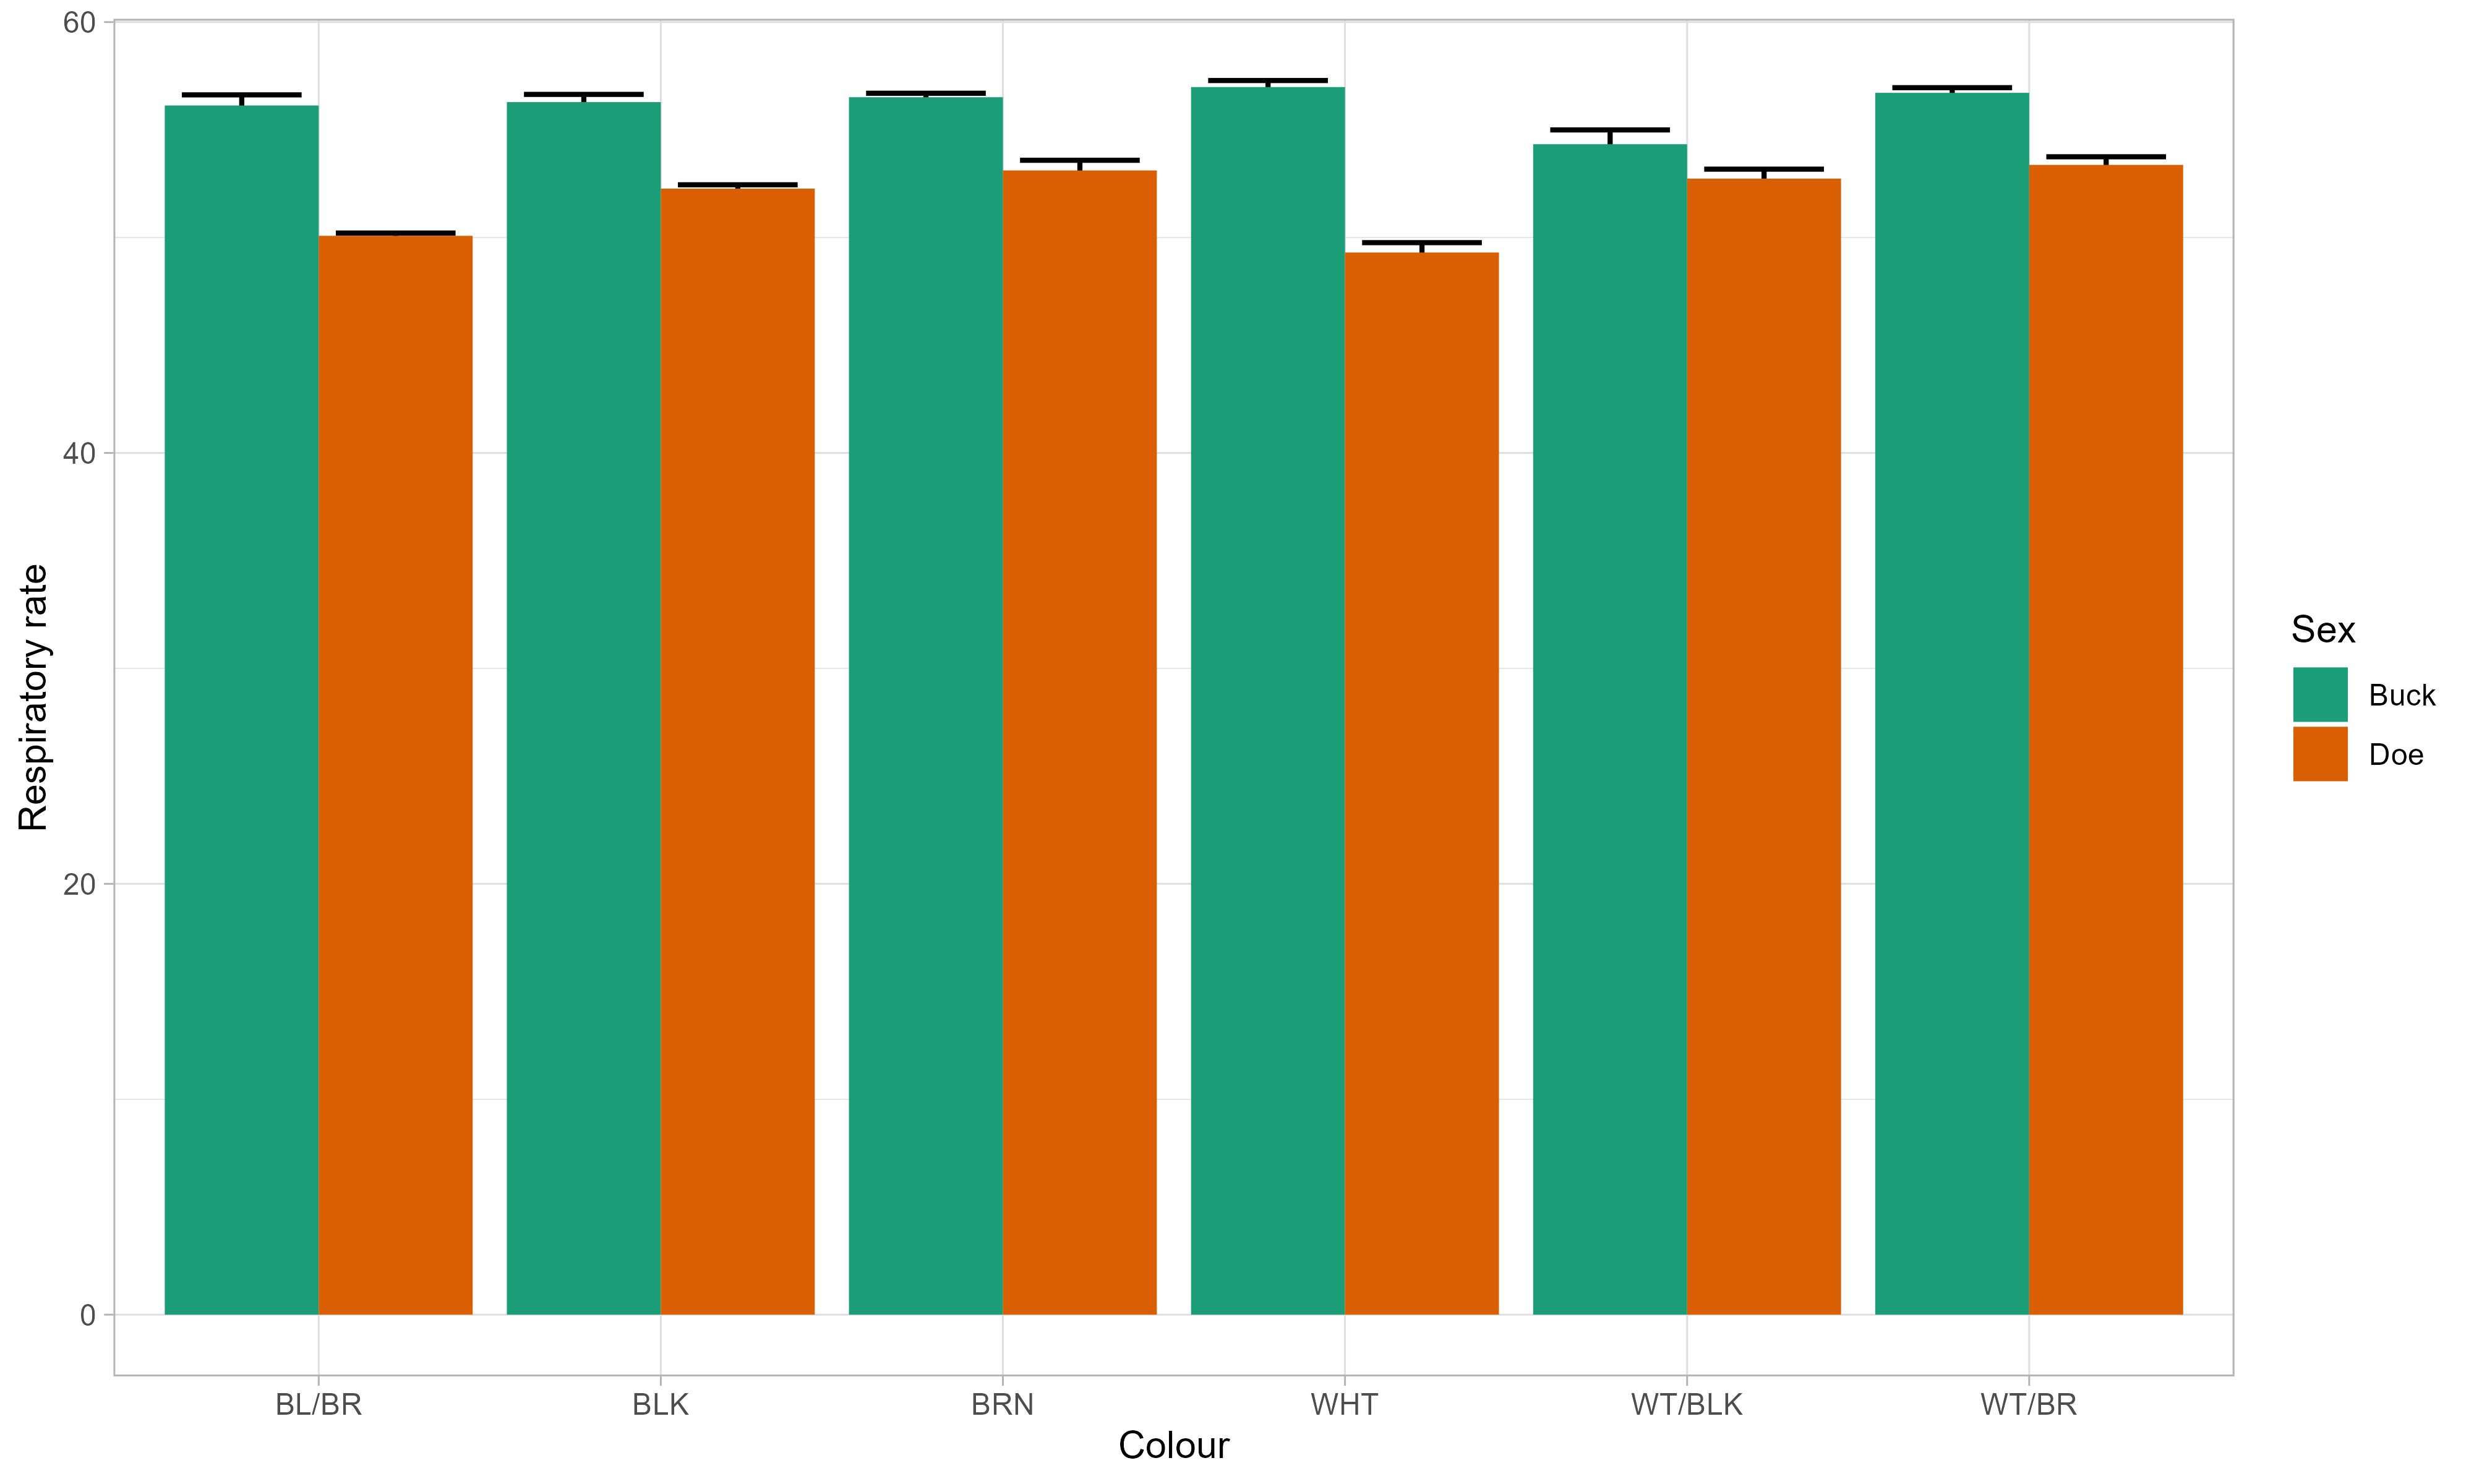 60
40
20
0
Respiratory rate
BL/BR BLK BRN WHT WT/BLK WT/BR
Colour
Sex
Buck
Doe